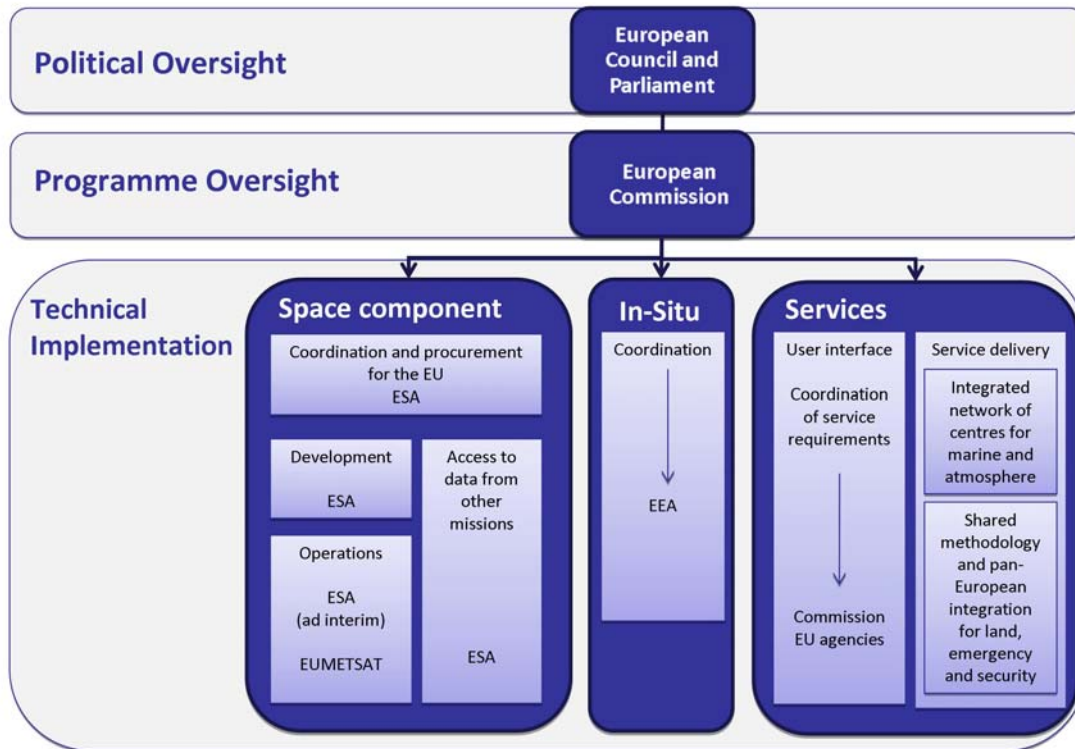 Political Oversight
European
Council and
Parliament
Programme Oversight
European
Commission
Technical
Implementation
Space component
Coordination and procurement
for the EU
ESA
Development
ESA
Operations
ESA
(ad interim)
EUMETSAT
Access to
data from
other
missions
ESA
In-Situ
Coordination
EEA
Services
User interface
Coordination
of service
requirements
Commission
EU agencies
Service delivery
Integrated
network of
centres for
marine and
atmosphere
Shared
methodology
and pan-
European
integration
for land,
emergency
and security